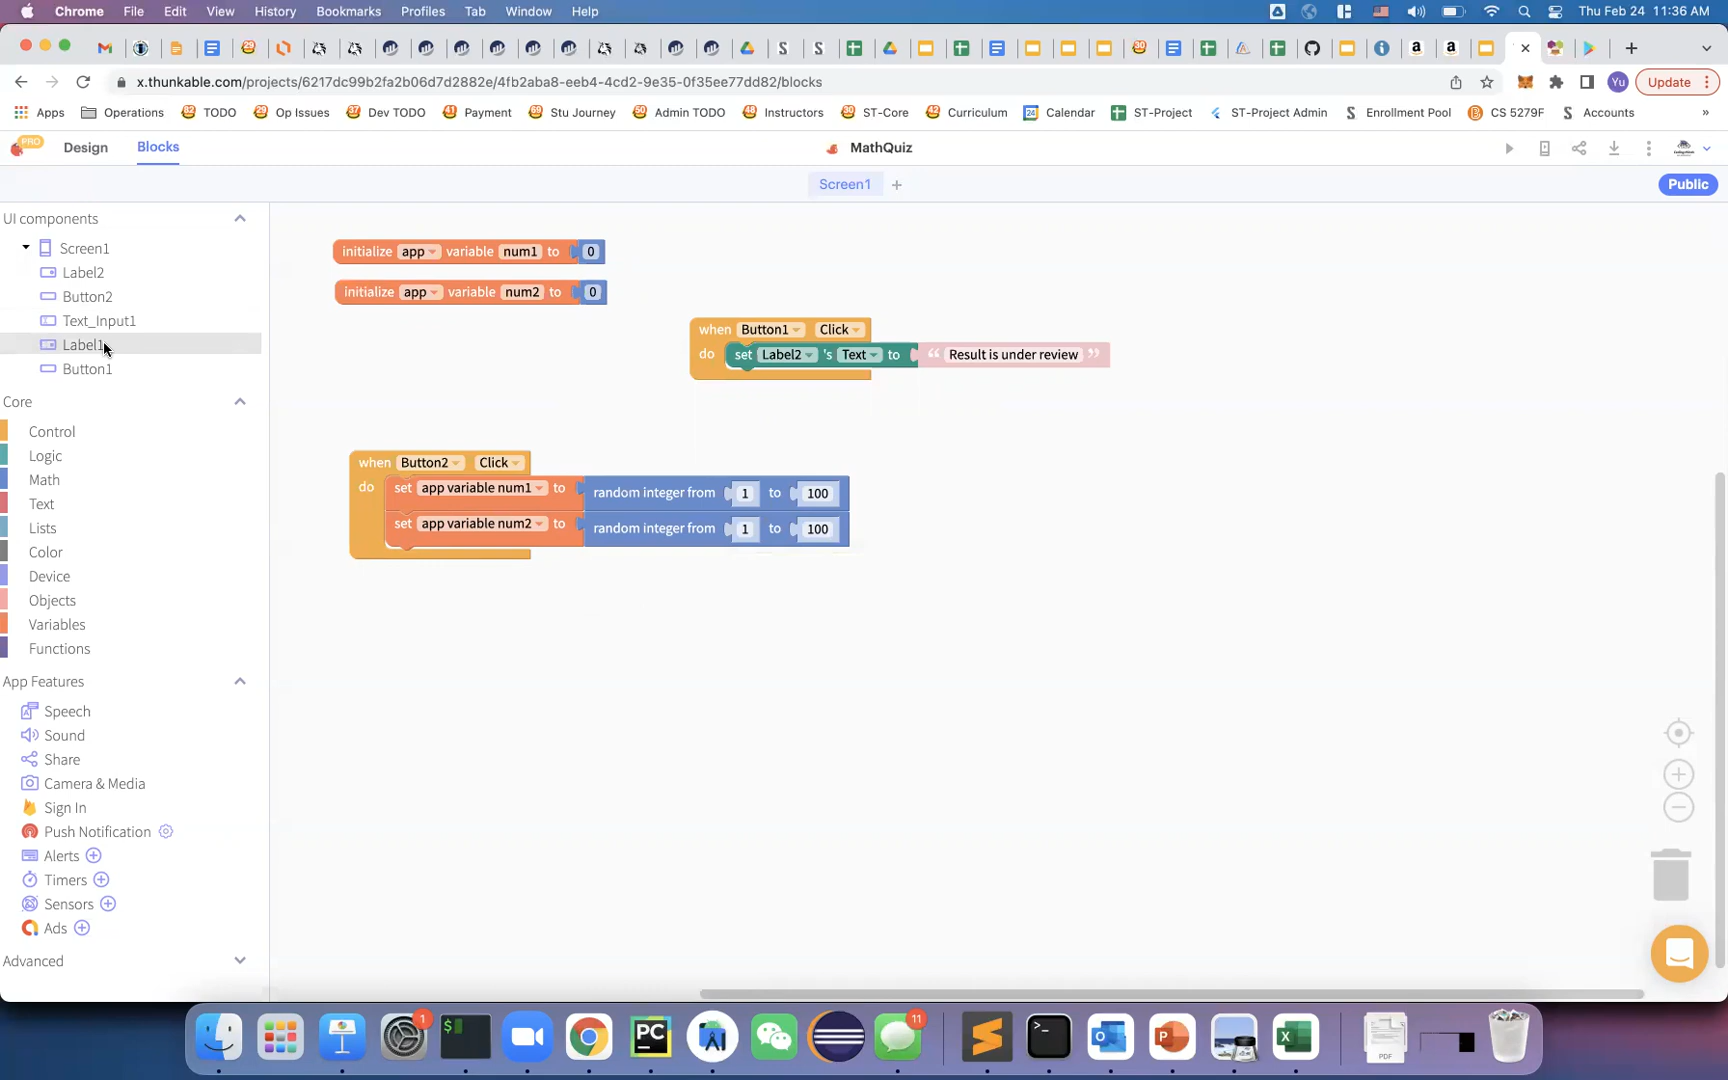 Chrome File Edit View History Bookmarks Profiles Tab Window Help Thu Feb 24 11:36 AM
x.thunkable.com/projects/6217dc99b2fa2b06d7d2882e/4fb2aba8-eeb4-4cd2-9e35-0f35ee77dd82/blocks Yu Update
Apps Operations TODO Op Issues Dev TODO Payment Stu Journey Admin TODO Instructors ST-Core Curriculum Calendar ST-Project ST-Project Admin Enrollment Pool CS 5279F Accounts »
PRO Design Blocks MathQuiz
Screen1 + Public
UI components
Screen1
Label2
Button2
Text_Input1
Label1
Button1
Core
Control
Logic
Math
Text
Lists
Color
Device
Objects
Variables
Functions
App Features
Speech
Sound
Share
Camera & Media
Sign In
Push Notification
Alerts
Timers
Sensors
Ads
Advanced
initialize app variable num1 to 0
initialize app variable num2 to 0
when Button1 Click
do set Label2 's Text to “ Result is under review ”
when Button2 Click
do set app variable num1 to random integer from 1 to 100
set app variable num2 to random integer from 1 to 100
1
$
PC
11
>_
PDF